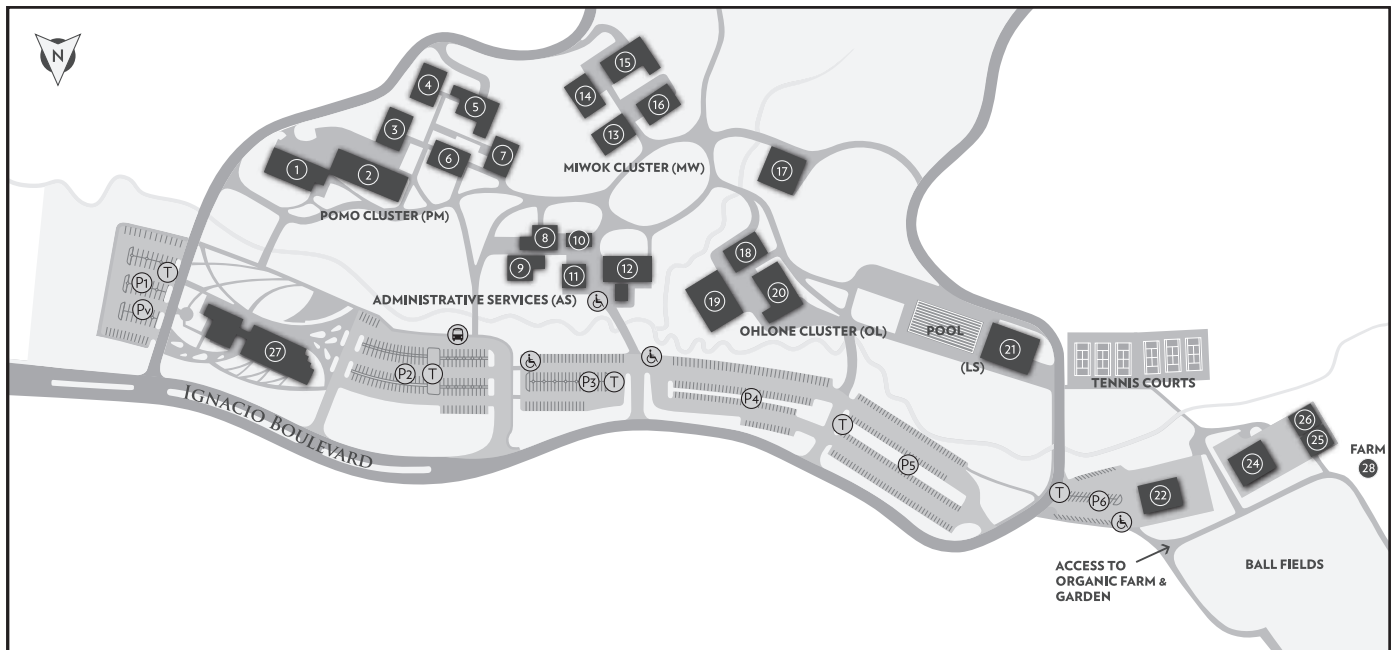 N
15
4
14
5
16
3
13
7
6
1
2
17
MIWOK CLUSTER (MW)
POMO CLUSTER (PM)
8
10
18
9
11
12
T
P1
20
19
ADMINISTRATIVE SERVICES (AS)
Pv
OHLONE CLUSTER (OL)
POOL
21
27
(LS)
P2
T
P3
T
TENNIS COURTS
IGNACIO BOULEVARD
P4
26
T
25
FARM
28
P5
24
T
P6
22
ACCESS TO
ORGANIC FARM &
GARDEN
BALL FIELDS